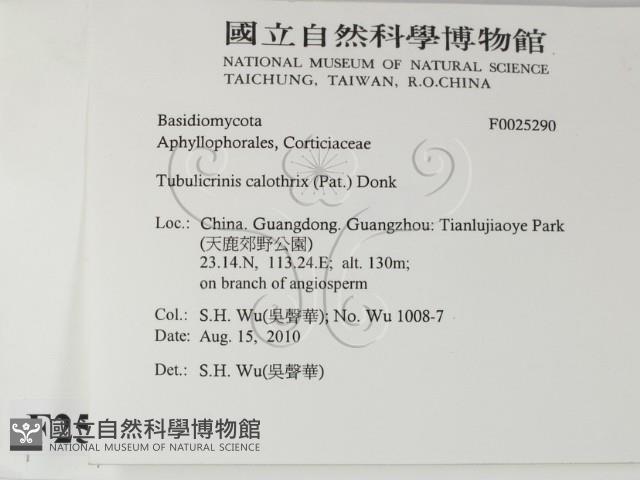 國立自然科學博物館
NATIONAL MUSEUM OF NATURAL SCIENCE
TAICHUNG, TAIWAN, R.O.CHINA
Basidiomycota F0025290
Aphyllophorales, Corticiaceae
Tubulicrinis calothrix (Pat.) Donk
Loc.: China. Guangdong. Guangzhou: Tianlujiaoye Park
(天鹿郊野公園)
23.14.N, 113.24.E; alt. 130m;
on branch of angiosperm
Col.: S.H. Wu(吳聲華); No. Wu 1008-7
Date: Aug. 15, 2010
Det.: S.H. Wu(吳聲華)
F25
國立自然科學博物館
NATIONAL MUSEUM OF NATURAL SCIENCE